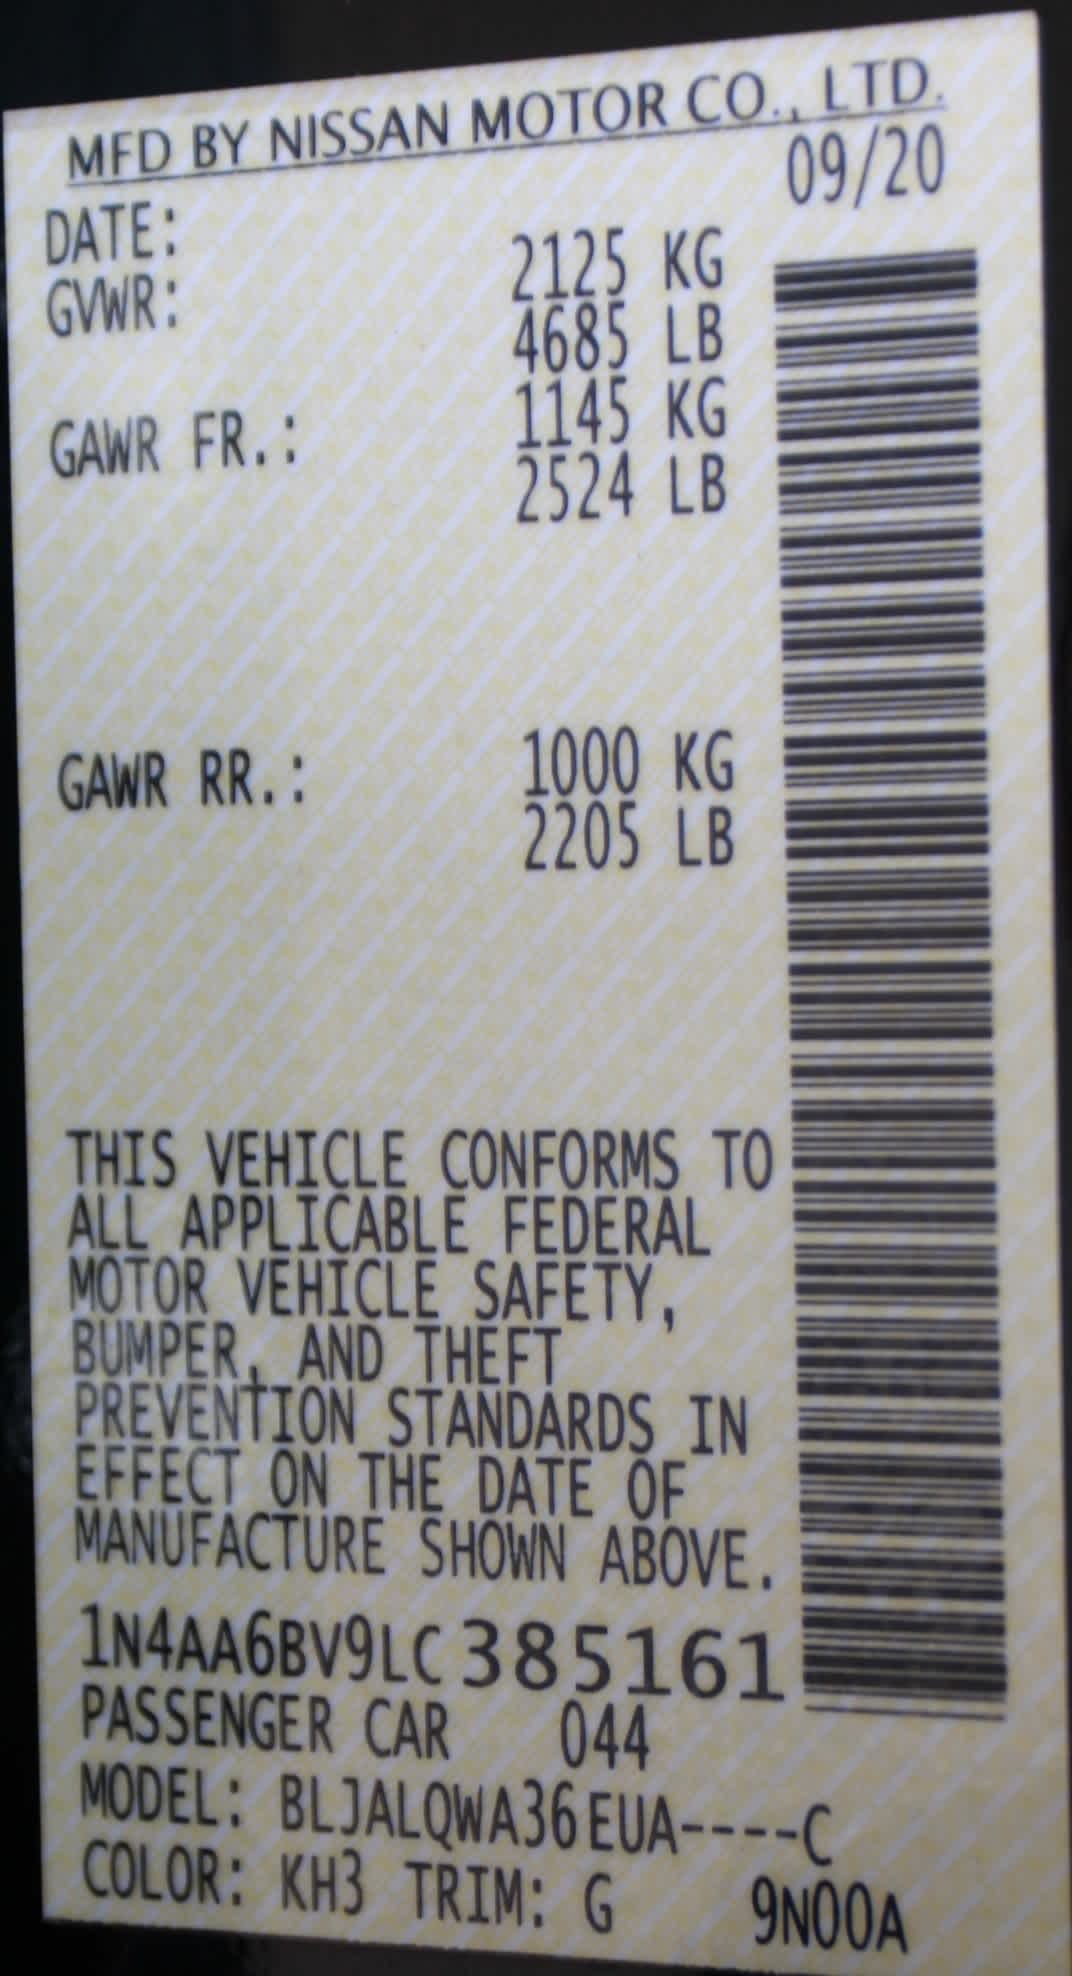 MFD BY NISSAN MOTOR CO., LTD.
DATE: 09/20
GVWR: 2125 KG
4685 LB
GAWR FR.: 1145 KG
2524 LB
GAWR RR.: 1000 KG
2205 LB
THIS VEHICLE CONFORMS TO
ALL APPLICABLE FEDERAL
MOTOR VEHICLE SAFETY,
BUMPER, AND THEFT
PREVENTION STANDARDS IN
EFFECT ON THE DATE OF
MANUFACTURE SHOWN ABOVE.
1N4AA6BV9LC385161
PASSENGER CAR 044
MODEL: BLJALQWA36EUA----C
COLOR: KH3 TRIM: G 9N00A